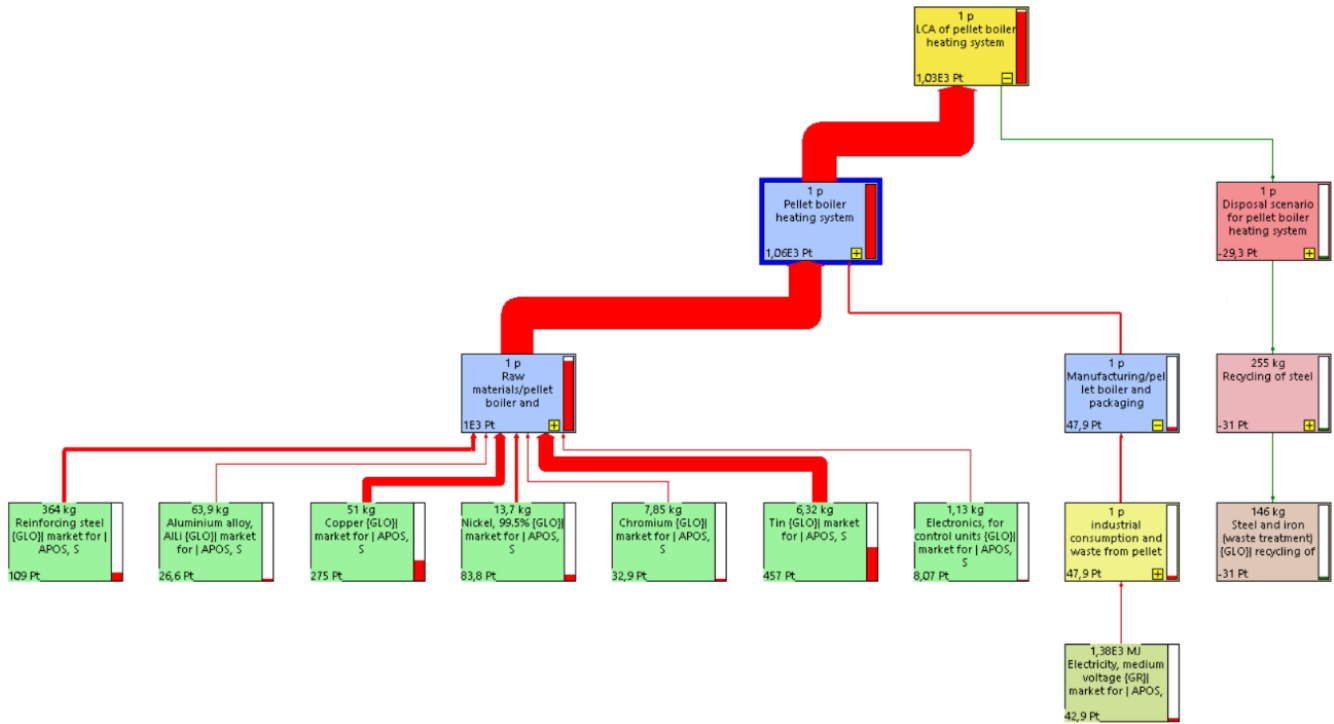 1 p
LCA of pellet boiler
heating system
1,03E3 Pt
1 p
Pellet boiler
heating system
1,06E3 Pt
1 p
Disposal scenario
for pellet boiler
heating system
-29,3 Pt
1 p
Raw
materials/pellet
boiler and
1E3 Pt
1 p
Manufacturing/pel
let boiler and
packaging
47,9 Pt
255 kg
Recycling of steel
-31 Pt
364 kg
Reinforcing steel
{GLO}| market for |
APOS, S
109 Pt
63,9 kg
Aluminium alloy,
AlLi {GLO}| market
for | APOS, S
26,6 Pt
51 kg
Copper {GLO}|
market for | APOS,
S
275 Pt
13,7 kg
Nickel, 99.5% {GLO}|
market for | APOS,
S
83,8 Pt
7,85 kg
Chromium {GLO}|
market for | APOS,
S
32,9 Pt
6,32 kg
Tin {GLO}| market
for | APOS, S
457 Pt
1,13 kg
Electronics, for
control units {GLO}|
market for | APOS,
S
8,07 Pt
1 p
industrial
consumption and
waste from pellet
47,9 Pt
146 kg
Steel and iron
(waste treatment)
{GLO}| recycling of
-31 Pt
1,38E3 MJ
Electricity, medium
voltage {GR}|
market for | APOS,
42,9 Pt